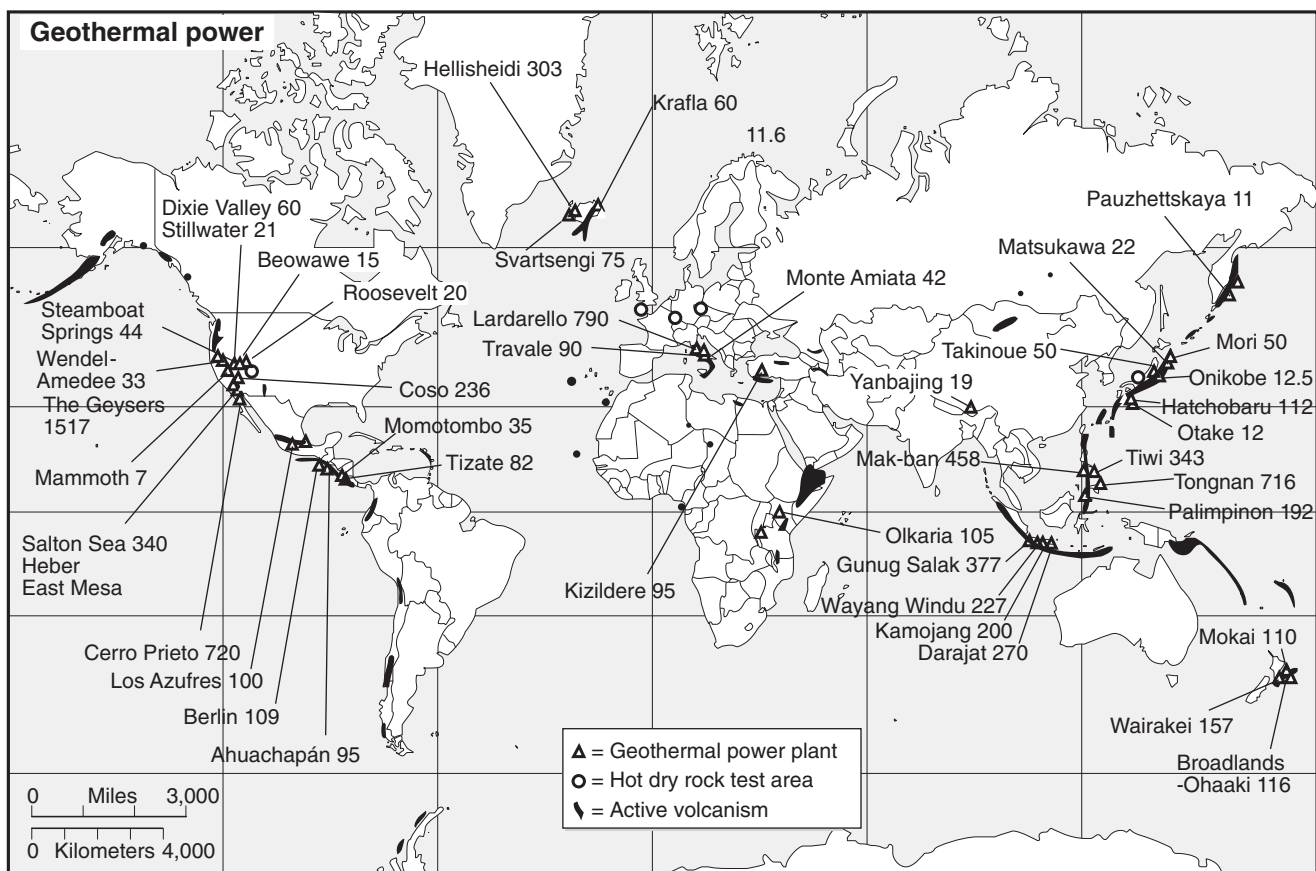 Geothermal power
Hellisheidi 303
Krafla 60
11.6
Svartsengi 75
Dixie Valley 60
Stillwater 21
Beowawe 15
Roosevelt 20
Steamboat
Springs 44
Wendel-
Amedee 33
The Geysers
1517
Mammoth 7
Salton Sea 340
Heber
East Mesa
Coso 236
Momotombo 35
Tizate 82
Cerro Prieto 720
Los Azufres 100
Berlin 109
Ahuachapán 95
Monte Amiata 42
Lardarello 790
Travale 90
Kizildere 95
Olkaria 105
Pauzhettskaya 11
Matsukawa 22
Takinoue 50
Mori 50
Onikobe 12.5
Yanbajing 19
Hatchobaru 112
Otake 12
Mak-ban 458
Tiwi 343
Tongnan 716
Palimpinon 192
Gunug Salak 377
Wayang Windu 227
Kamojang 200
Darajat 270
Mokai 110
Wairakei 157
Broadlands
-Ohaaki 116
= Geothermal power plant
= Hot dry rock test area
= Active volcanism
0 Miles 3,000
0 Kilometers 4,000